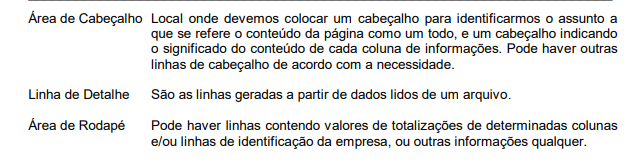 Área de Cabeçalho Local onde devemos colocar um cabeçalho para identificarmos o assunto a
que se refere o conteúdo da página como um todo, e um cabeçalho indicando
o significado do conteúdo de cada coluna de informações. Pode haver outras
linhas de cabeçalho de acordo com a necessidade.
Linha de Detalhe São as linhas geradas a partir de dados lidos de um arquivo.
Área de Rodapé Pode haver linhas contendo valores de totalizações de determinadas colunas
e/ou linhas de identificação da empresa, ou outras informações qualquer.